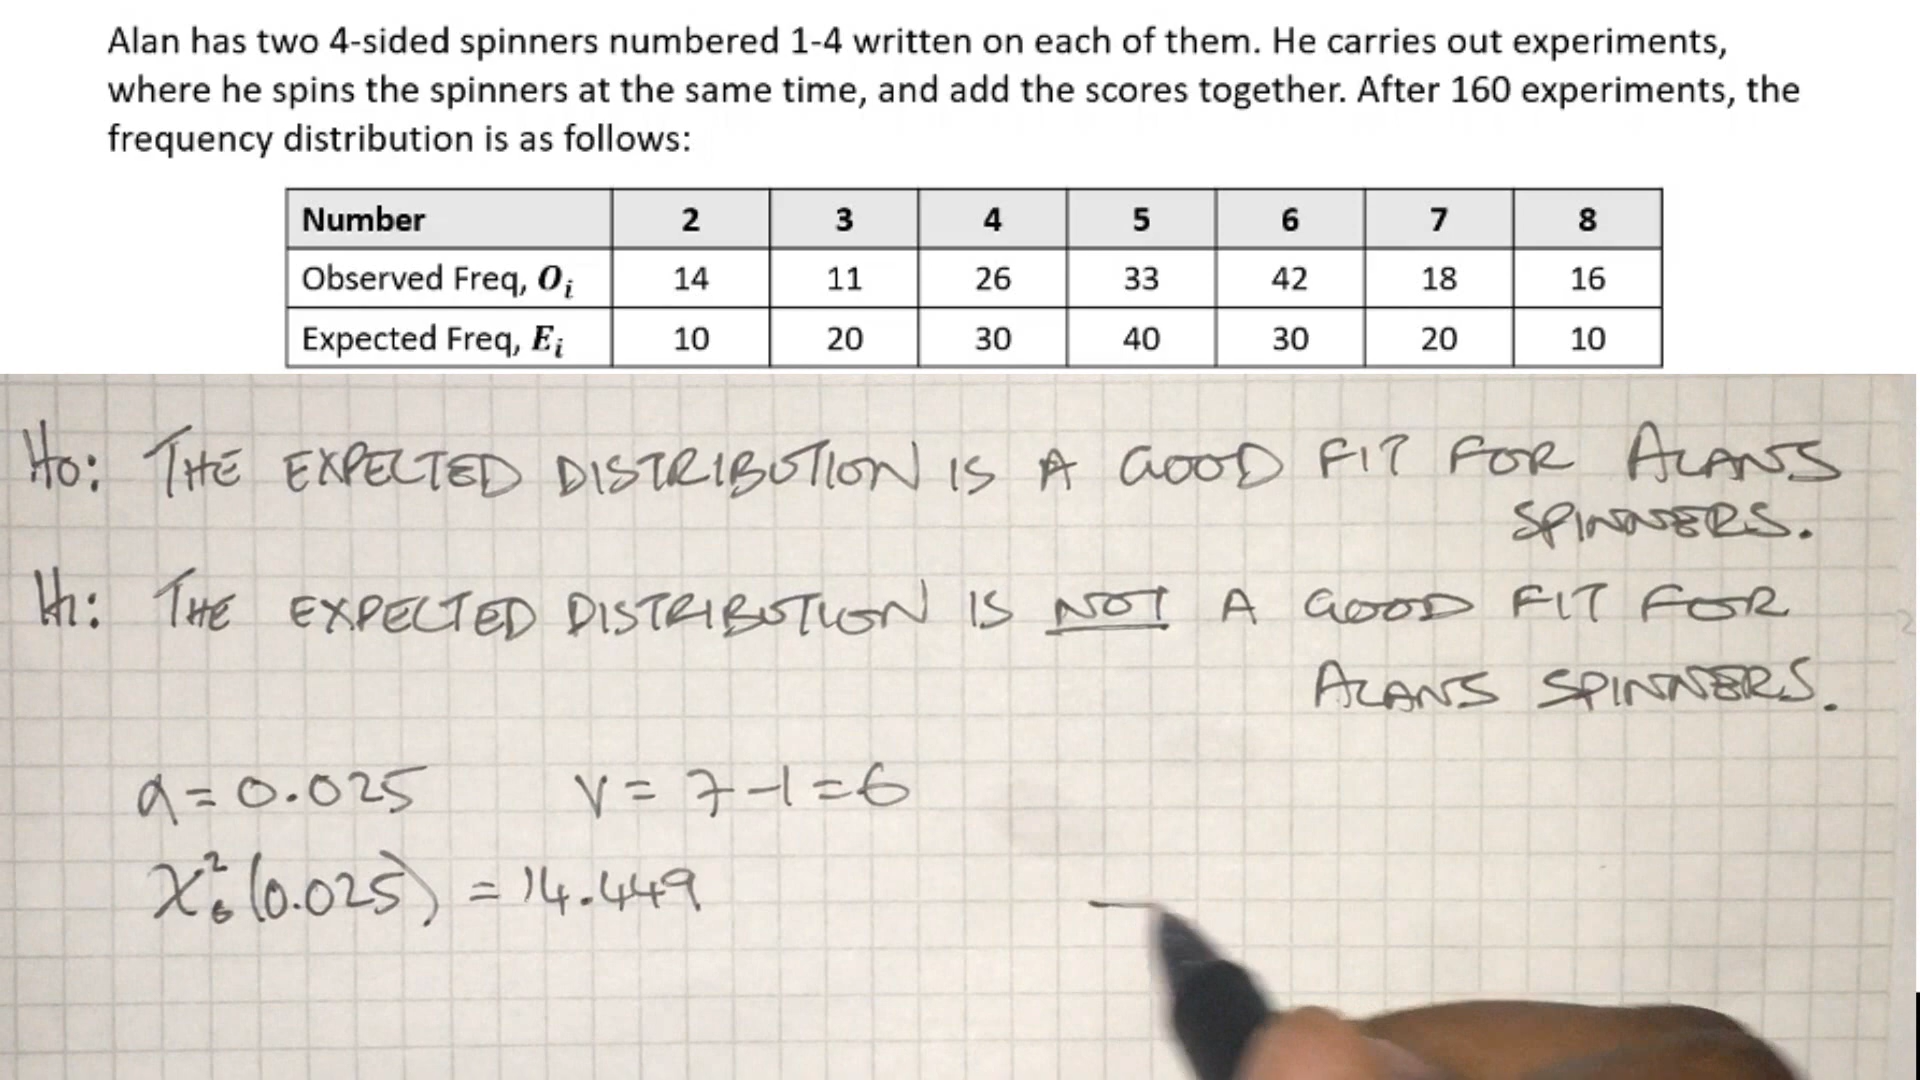 Alan has two 4-sided spinners numbered 1-4 written on each of them. He carries out experiments,
where he spins the spinners at the same time, and add the scores together. After 160 experiments, the
frequency distribution is as follows:
Number 2 3 4 5 6 7 8
Observed Freq, Oᵢ 14 11 26 33 42 18 16
Expected Freq, Eᵢ 10 20 30 40 30 20 10
H₀: THE EXPECTED DISTRIBUTION IS A GOOD FIT FOR ALANS
SPINNERS.
H₁: THE EXPECTED DISTRIBUTION IS NOT A GOOD FIT FOR
ALANS SPINNERS.
α = 0.025 ν = 7 - 1 = 6
χ²₆ (0.025) = 14.449